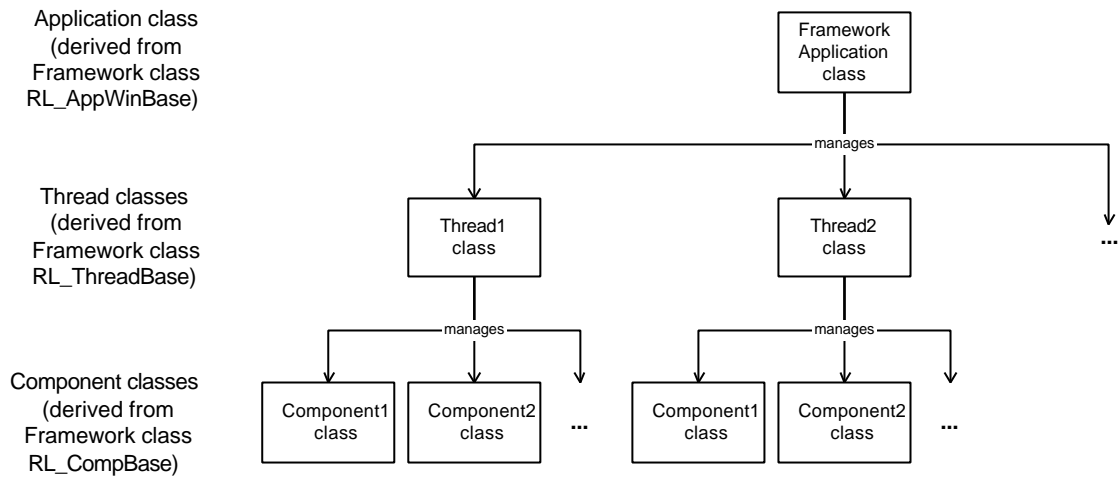 Application class
(derived from
Framework class
RL_AppWinBase)
Framework
Application
class
manages
Thread classes
(derived from
Framework class
RL_ThreadBase)
Thread1
class
Thread2
class
...
manages
manages
Component classes
(derived from
Framework class
RL_CompBase)
Component1
class
Component2
class
...
Component1
class
Component2
class
...